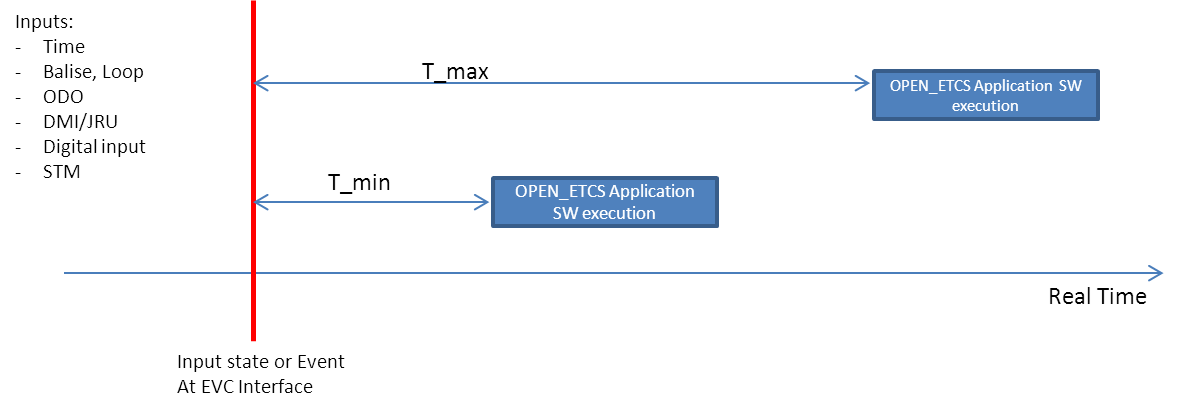 Inputs:
- Time
- Balise, Loop
- ODO
- DMI/JRU
- Digital input
- STM
T_max
OPEN_ETCS Application SW
execution
T_min
OPEN_ETCS Application
SW execution
Real Time
Input state or Event
At EVC Interface